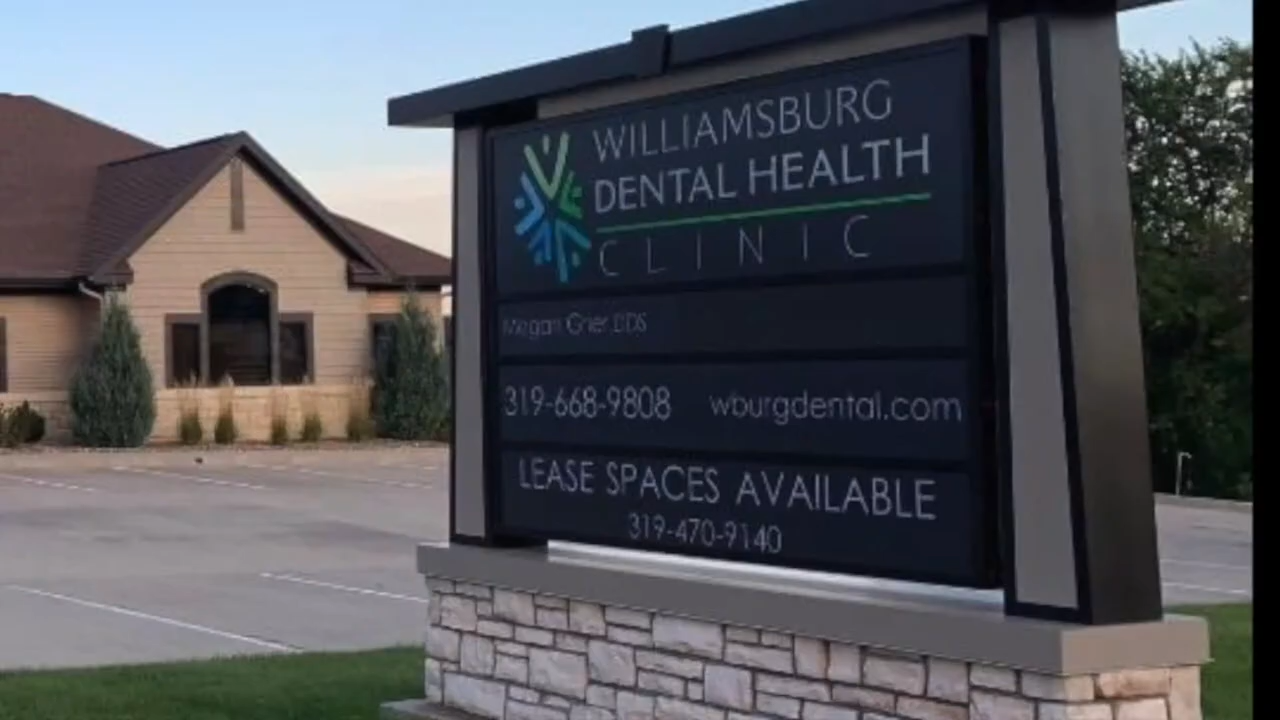 WILLIAMSBURG
DENTAL HEALTH
CLINIC
Megan Grier, DDS
319-668-9808 wburgdental.com
LEASE SPACES AVAILABLE
319-470-9140